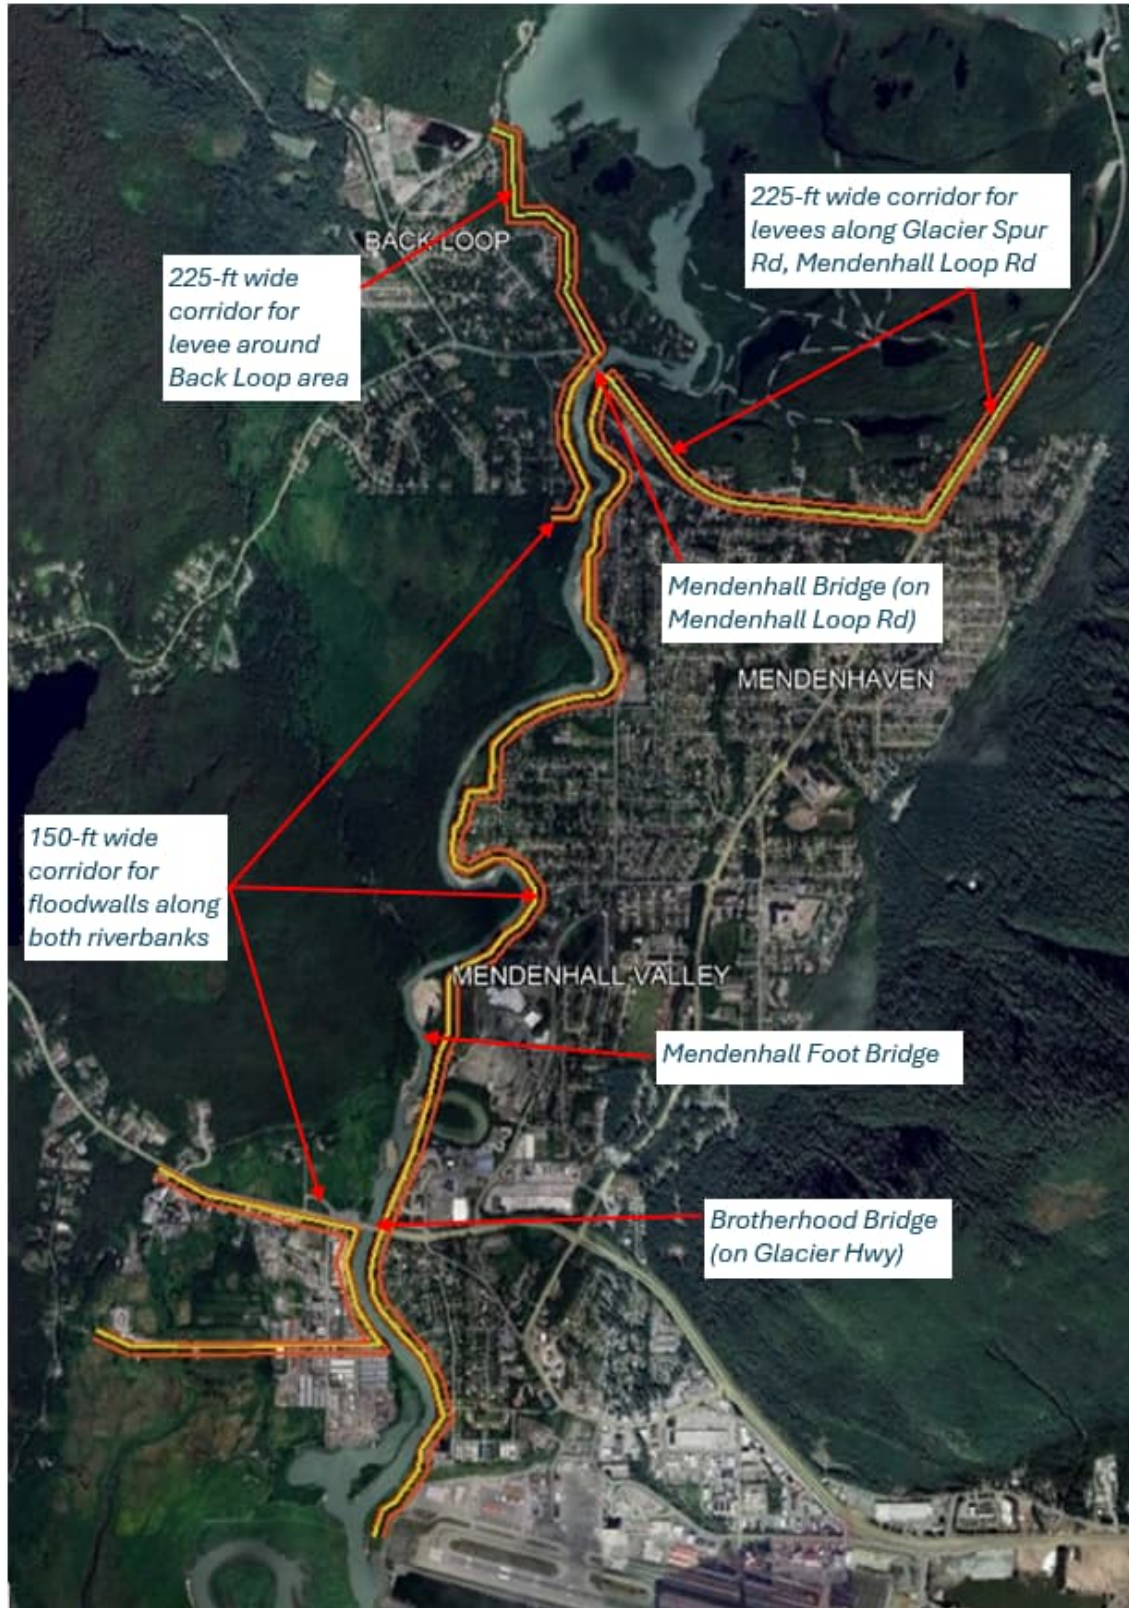 225-ft wide corridor for
levees along Glacier Spur
Rd, Mendenhall Loop Rd
BACK LOOP
225-ft wide
corridor for
levee around
Back Loop area
Mendenhall Bridge (on
Mendenhall Loop Rd)
MENDENHAVEN
150-ft wide
corridor for
floodwalls along
both riverbanks
MENDENHALL VALLEY
Mendenhall Foot Bridge
Brotherhood Bridge
(on Glacier Hwy)